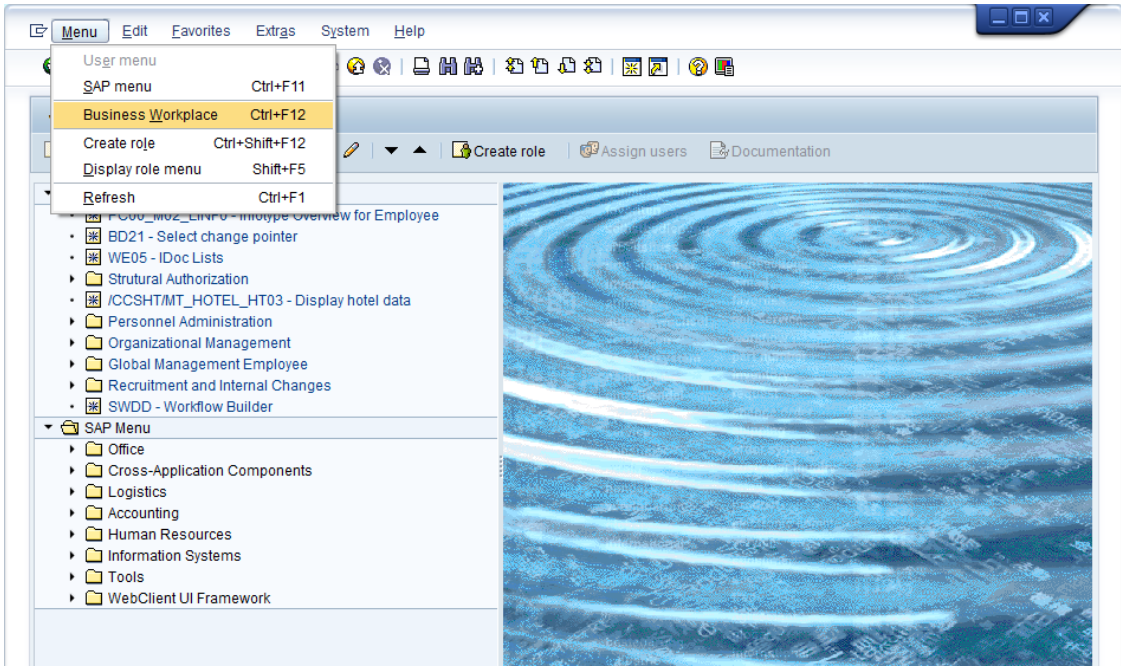 Menu Edit Favorites Extras System Help
User menu
SAP menu Ctrl+F11
Business Workplace Ctrl+F12
Create role Ctrl+Shift+F12
Display role menu Shift+F5
Refresh Ctrl+F1
Create role Assign users Documentation
PC00_M02_LINF0 - Infotype Overview for Employee
BD21 - Select change pointer
WE05 - IDoc Lists
Strutural Authorization
/CCSHT/MT_HOTEL_HT03 - Display hotel data
Personnel Administration
Organizational Management
Global Management Employee
Recruitment and Internal Changes
SWDD - Workflow Builder
SAP Menu
Office
Cross-Application Components
Logistics
Accounting
Human Resources
Information Systems
Tools
WebClient UI Framework